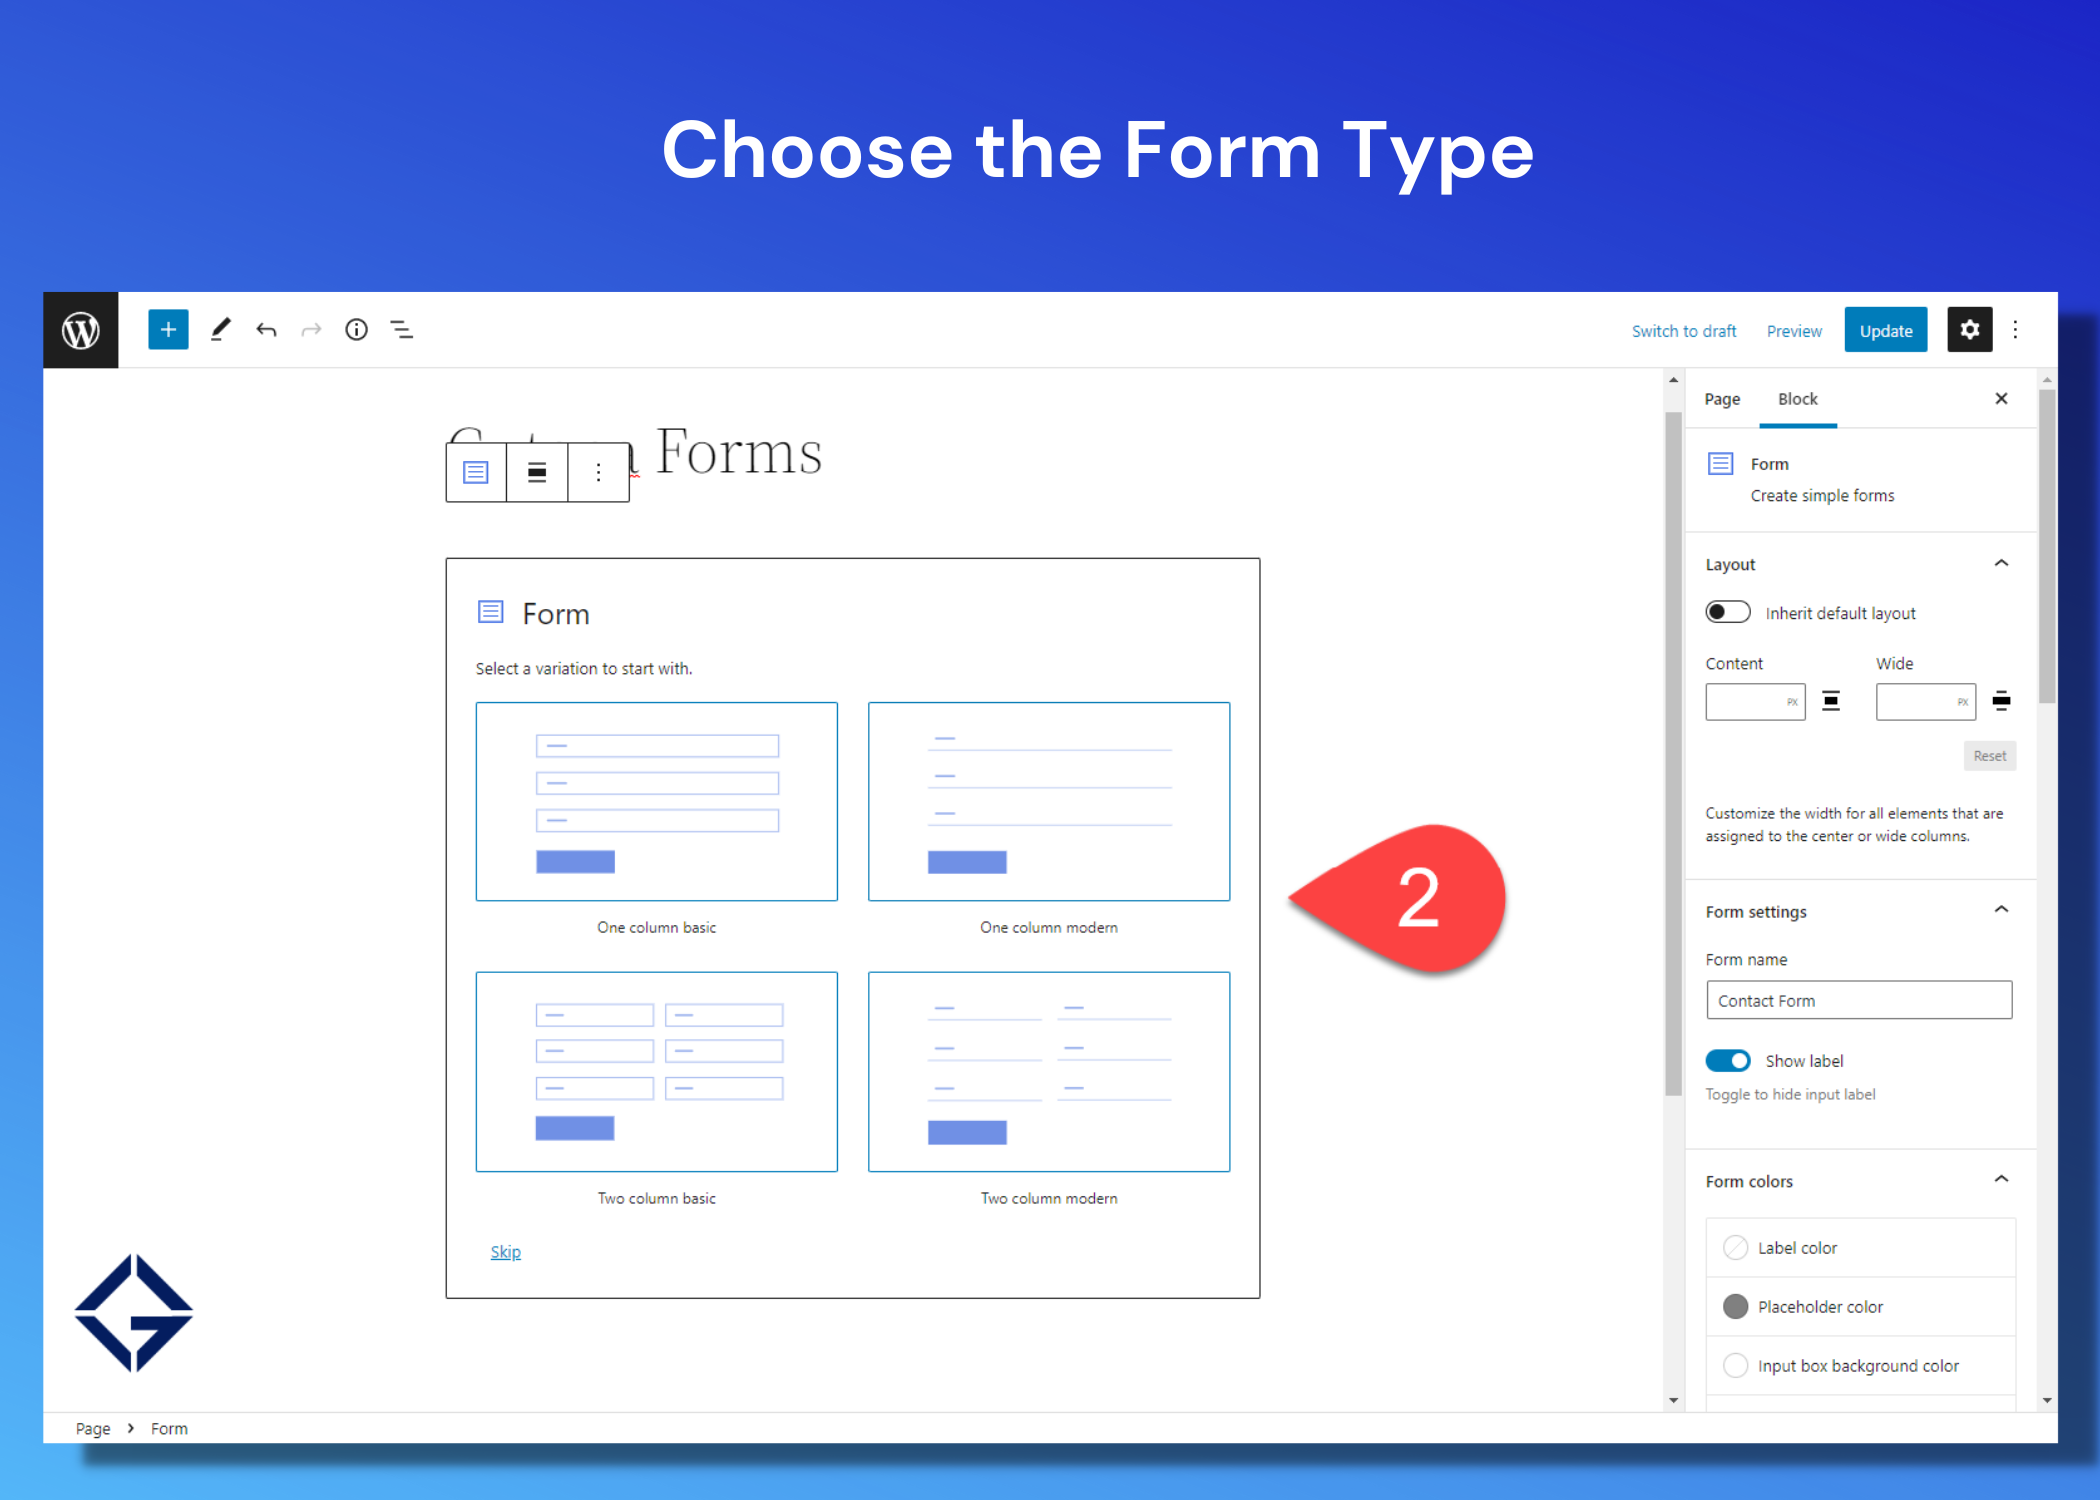 Choose the Form Type
Switch to draft
Preview
Update
Forms
Form
Select a variation to start with.
One column basic
One column modern
Two column basic
Two column modern
Skip
2
Page
Block
Form
Create simple forms
Layout
Inherit default layout
Content
Wide
PX
PX
Reset
Customize the width for all elements that are
assigned to the center or wide columns.
Form settings
Form name
Contact Form
Show label
Toggle to hide input label
Form colors
Label color
Placeholder color
Input box background color
Page > Form